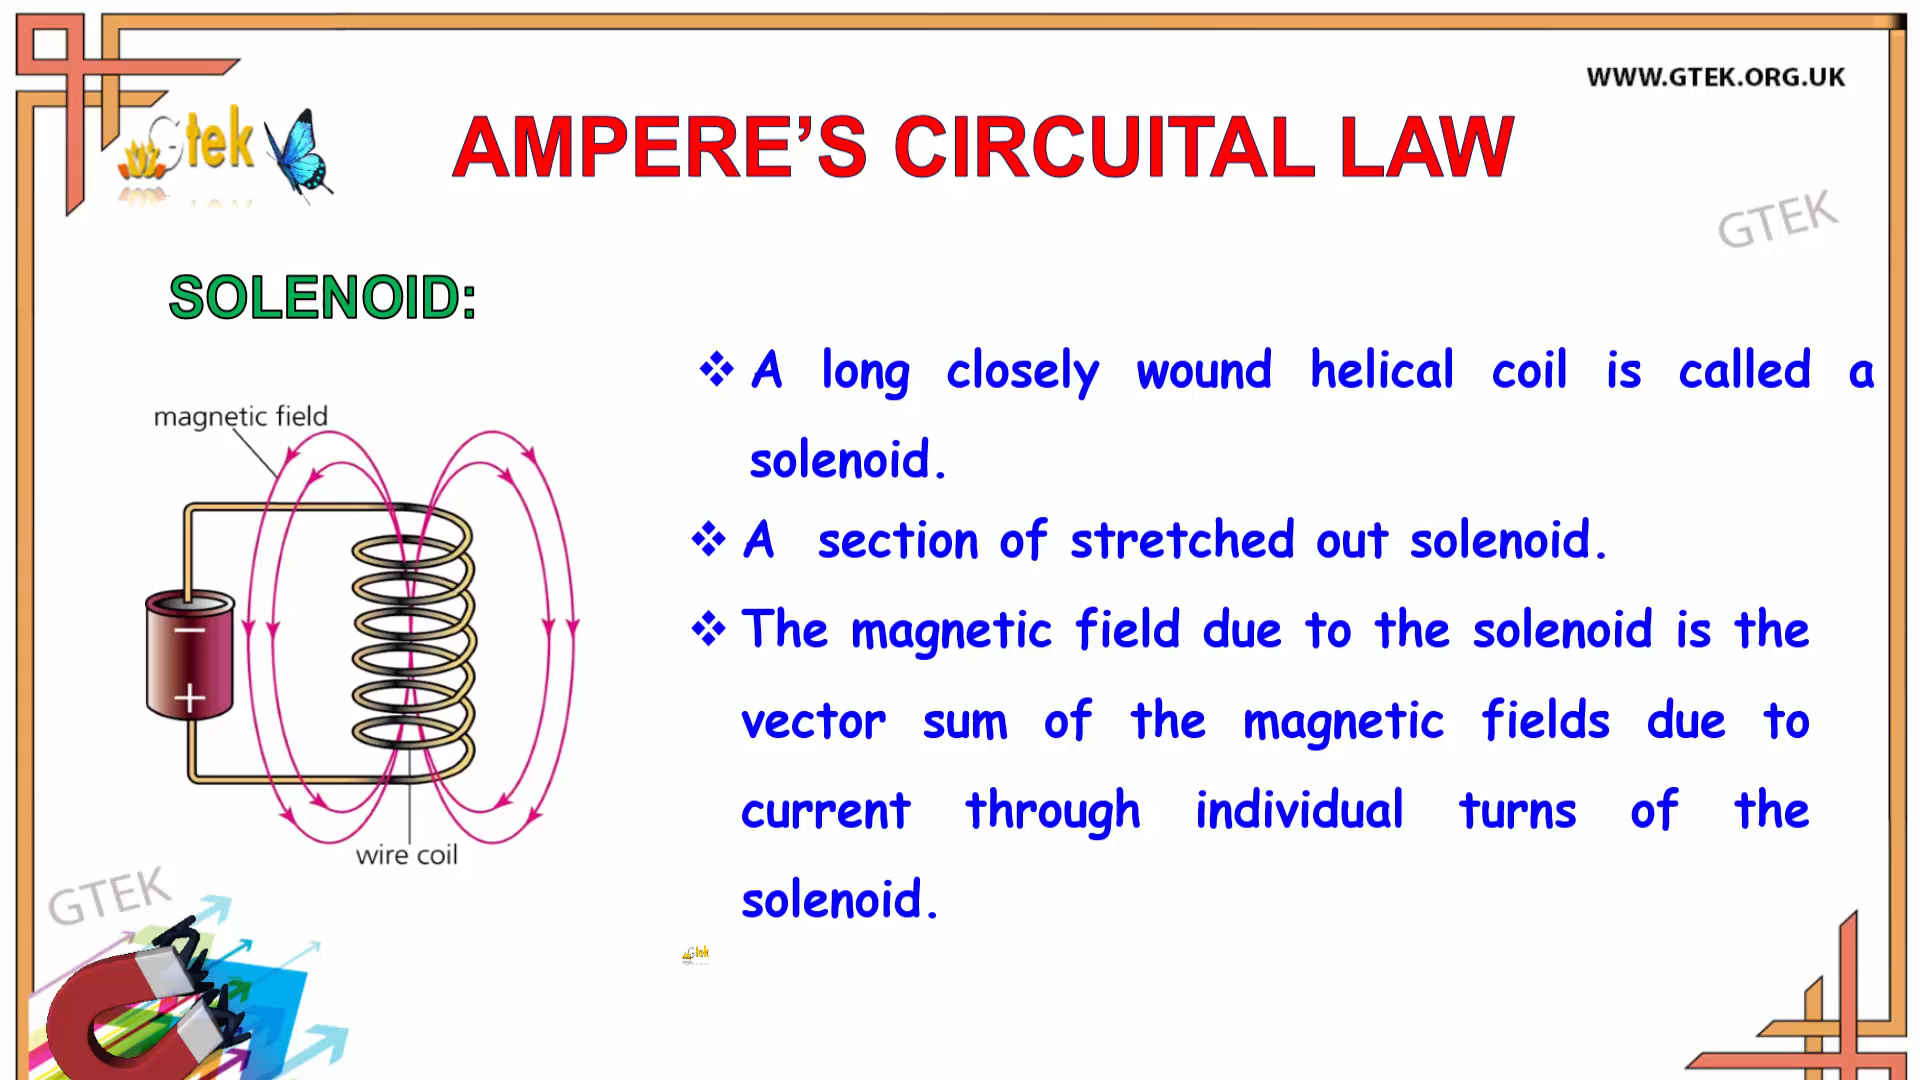 WWW.GTEK.ORG.UK
Gtek
AMPERE’S CIRCUITAL LAW
GTEK
SOLENOID:
❖ A long closely wound helical coil is called a
solenoid.
❖ A section of stretched out solenoid.
❖ The magnetic field due to the solenoid is the
vector sum of the magnetic fields due to
current through individual turns of the
solenoid.
magnetic field
−
+
wire coil
GTEK
Gtek